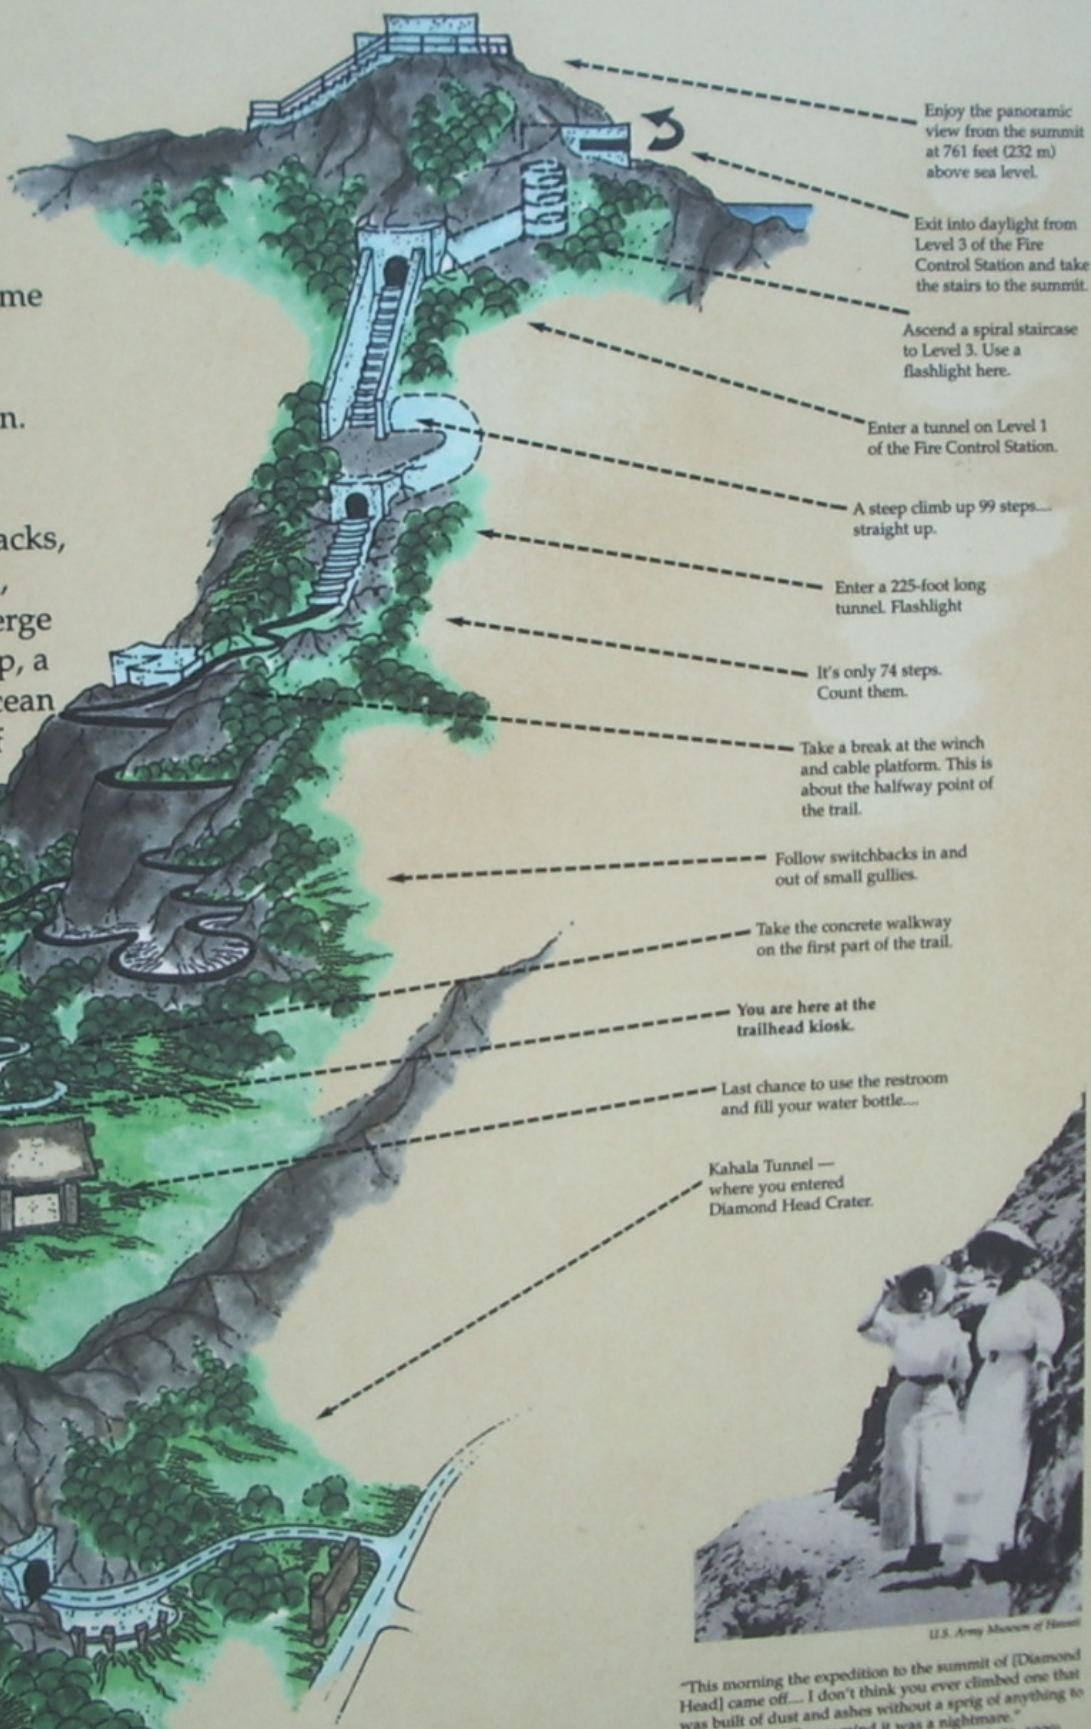 me
n.
acks,
,
erge
p, a
cean
f
Enjoy the panoramic
view from the summit
at 761 feet (232 m)
above sea level.
Exit into daylight from
Level 3 of the Fire
Control Station and take
the stairs to the summit.
Ascend a spiral staircase
to Level 3. Use a
flashlight here.
Enter a tunnel on Level 1
of the Fire Control Station.
A steep climb up 99 steps....
straight up.
Enter a 225-foot long
tunnel. Flashlight
It's only 74 steps.
Count them.
Take a break at the winch
and cable platform. This is
about the halfway point of
the trail.
Follow switchbacks in and
out of small gullies.
Take the concrete walkway
on the first part of the trail.
You are here at the
trailhead kiosk.
Last chance to use the restroom
and fill your water bottle....
Kahala Tunnel —
where you entered
Diamond Head Crater.
U.S. Army Museum of Hawaii
"This morning the expedition to the summit of [Diamond
Head] came off.... I don't think you ever climbed one that
was built of dust and ashes without a sprig of anything to
it was a nightmare."